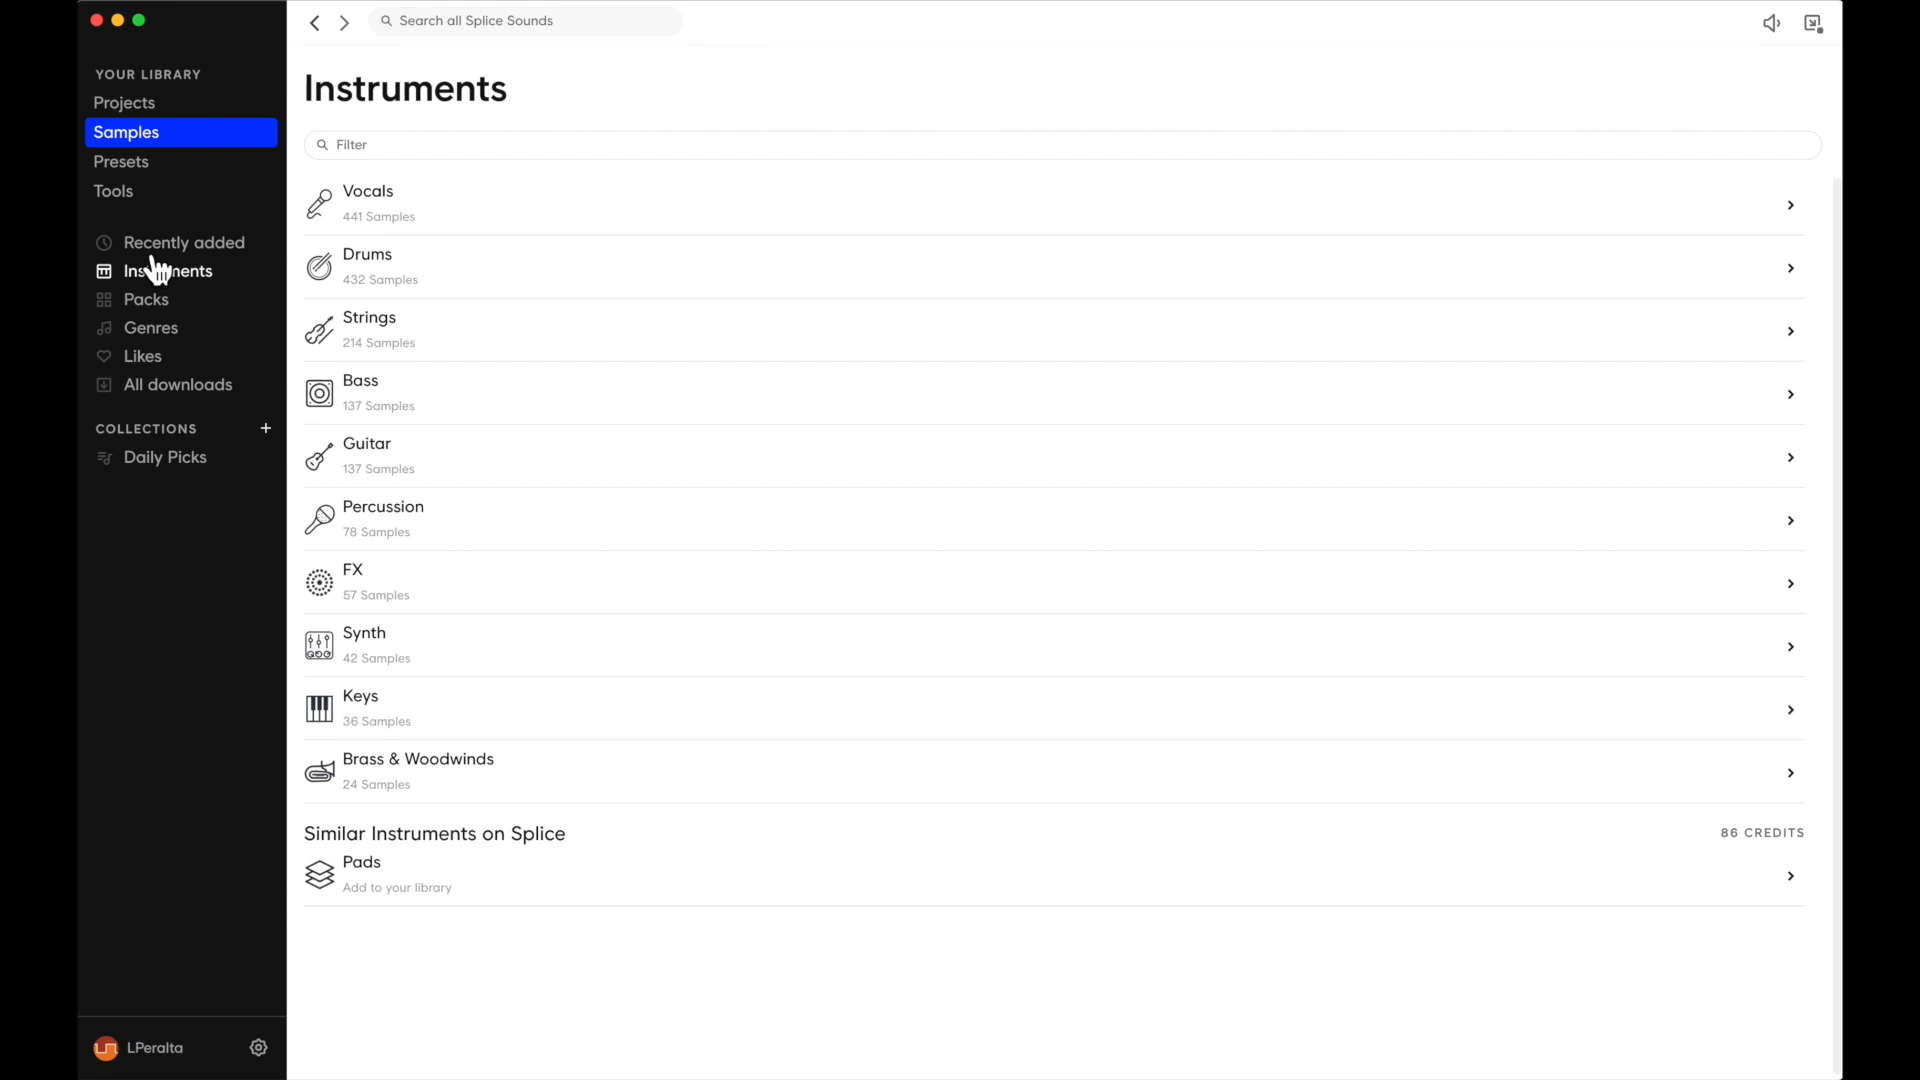 YOUR LIBRARY
Projects
Samples
Presets
Tools
Recently added
Instruments
Packs
Genres
Likes
All downloads
COLLECTIONS +
Daily Picks
LPeralta
Search all Splice Sounds
Instruments
Filter
Vocals
441 Samples
Drums
432 Samples
Strings
214 Samples
Bass
137 Samples
Guitar
137 Samples
Percussion
78 Samples
FX
57 Samples
Synth
42 Samples
Keys
36 Samples
Brass & Woodwinds
24 Samples
Similar Instruments on Splice
86 CREDITS
Pads
Add to your library